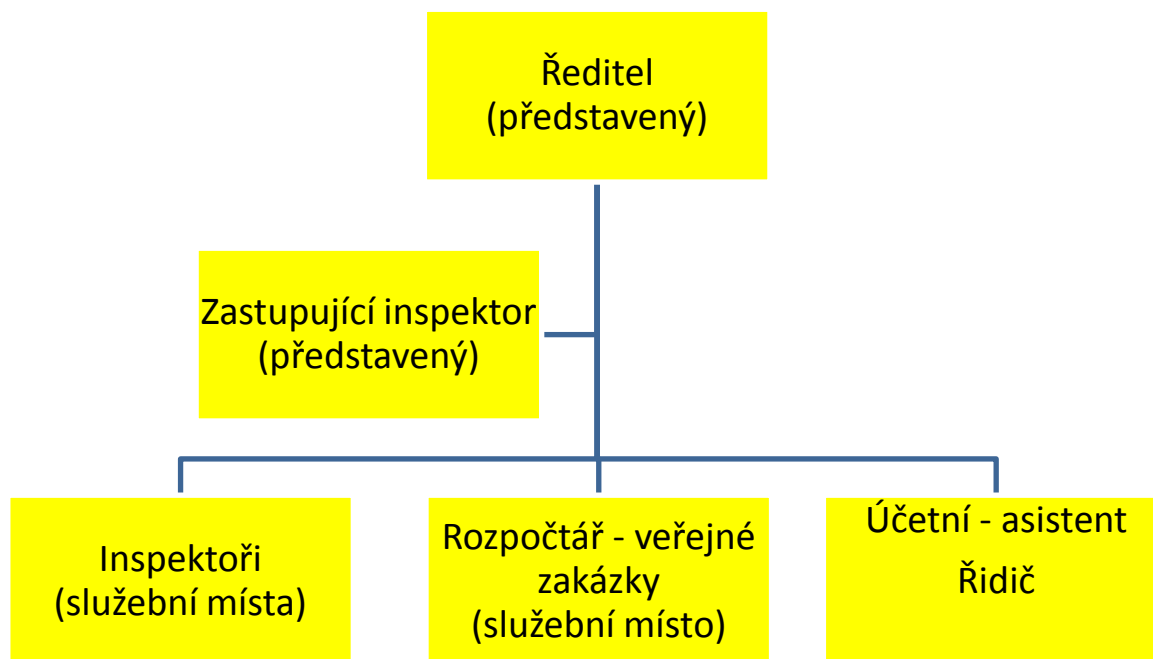 Ředitel
(představený)
Zastupující inspektor
(představený)
Inspektoři
(služební místa)
Rozpočtář - veřejné
zakázky
(služební místo)
Účetní - asistent
Řidič